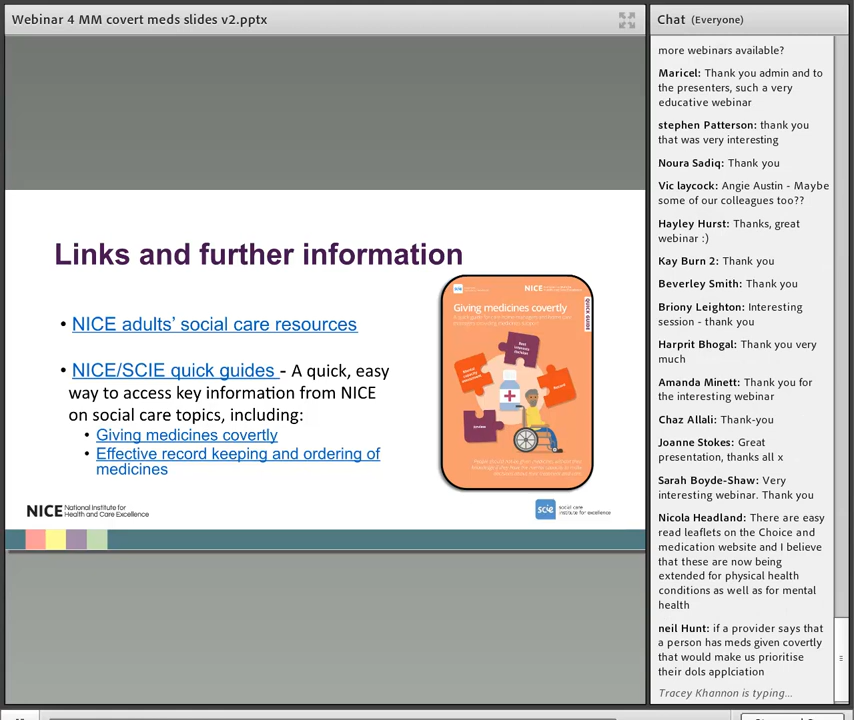 Webinar 4 MM covert meds slides v2.pptx
Links and further information
• NICE adults’ social care resources
• NICE/SCIE quick guides - A quick, easy
way to access key information from NICE
on social care topics, including:
• Giving medicines covertly
• Effective record keeping and ordering of
medicines
scie
NICE
Giving medicines covertly
QUICK GUIDE
NICE National Institute for
Health and Care Excellence
scie social care
institute for excellence
Chat (Everyone)
more webinars available?
Maricel: Thank you admin and to
the presenters, such a very
educative webinar
stephen Patterson: thank you
that was very interesting
Noura Sadiq: Thank you
Vic laycock: Angie Austin - Maybe
some of our colleagues too??
Hayley Hurst: Thanks, great
webinar :)
Kay Burn 2: Thank you
Beverley Smith: Thank you
Briony Leighton: Interesting
session - thank you
Harprit Bhogal: Thank you very
much
Amanda Minett: Thank you for
the interesting webinar
Chaz Allali: Thank-you
Joanne Stokes: Great
presentation, thanks all x
Sarah Boyde-Shaw: Very
interesting webinar. Thank you
Nicola Headland: There are easy
read leaflets on the Choice and
medication website and I believe
that these are now being
extended for physical health
conditions as well as for mental
health
neil Hunt: if a provider says that
a person has meds given covertly
that would make us prioritise
their dols applciation
Tracey Khannon is typing...